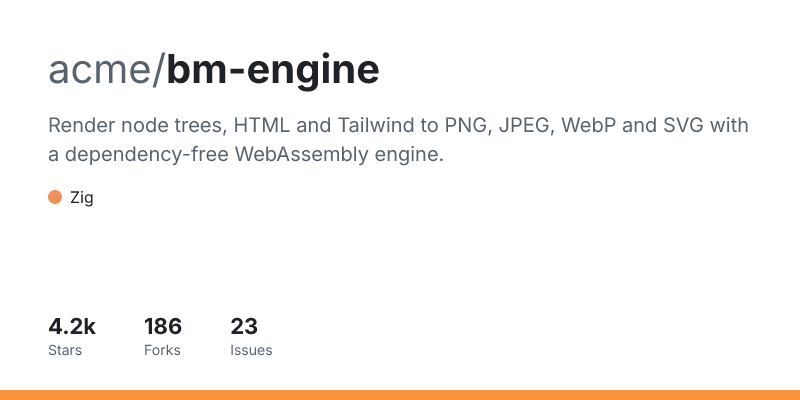 acme/bm-engine
Render node trees, HTML and Tailwind to PNG, JPEG, WebP and SVG with
a dependency-free WebAssembly engine.
Zig
4.2k 186 23
Stars Forks Issues